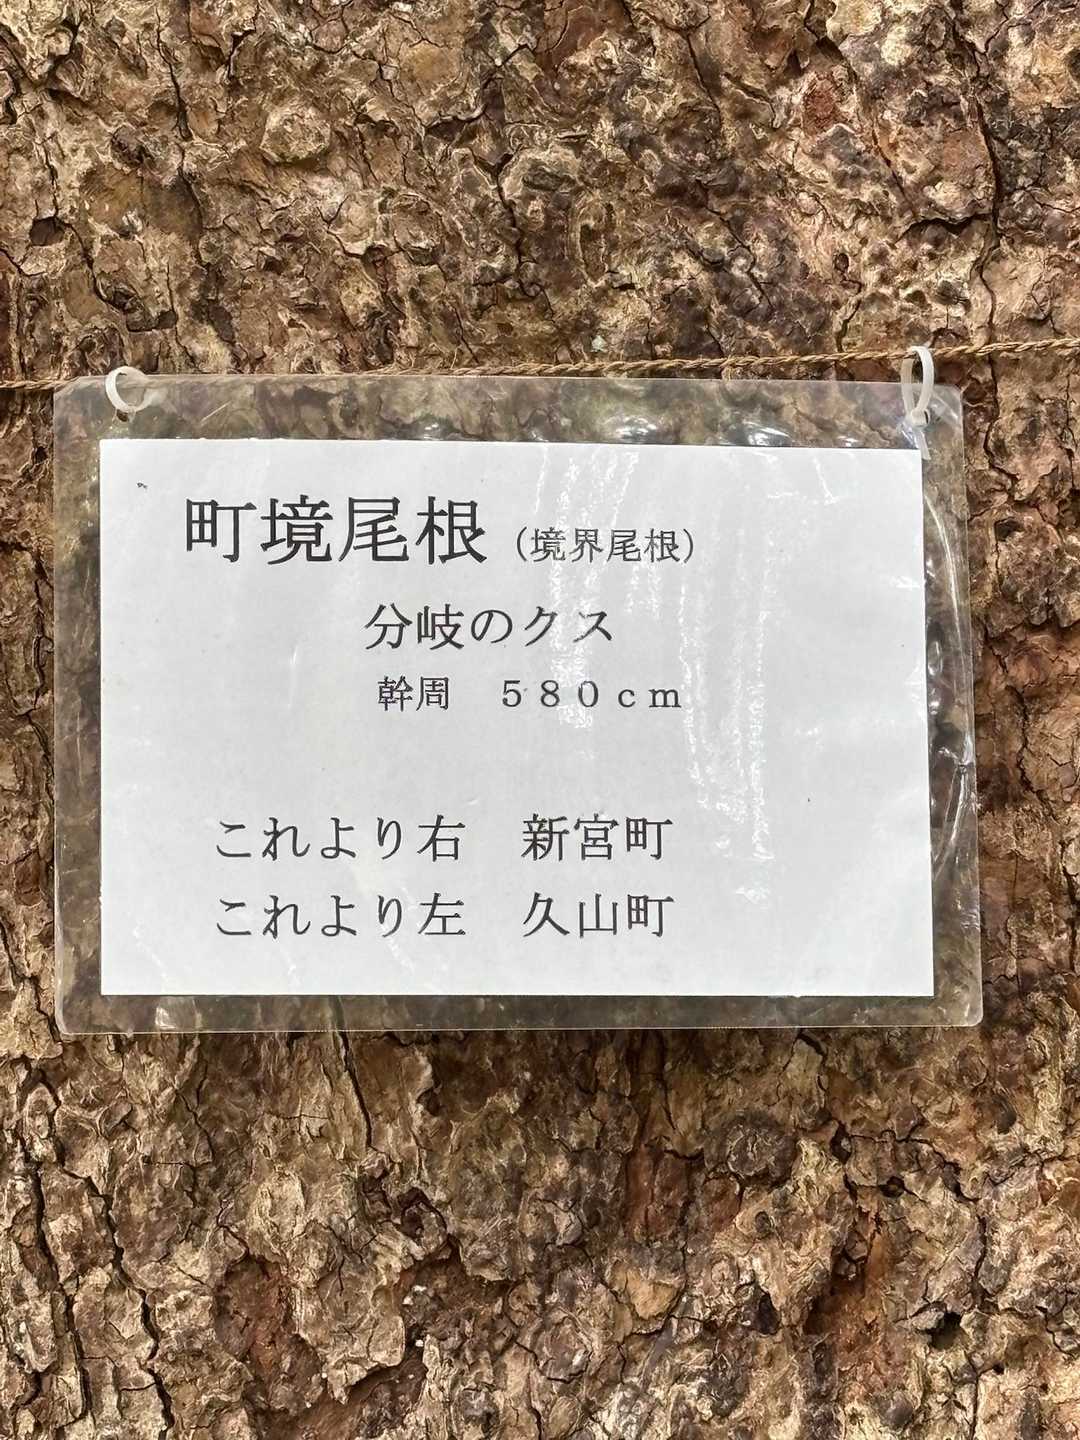 町境尾根（境界尾根）
分岐のクス
幹周　５８０ｃｍ
これより右　新宮町
これより左　久山町